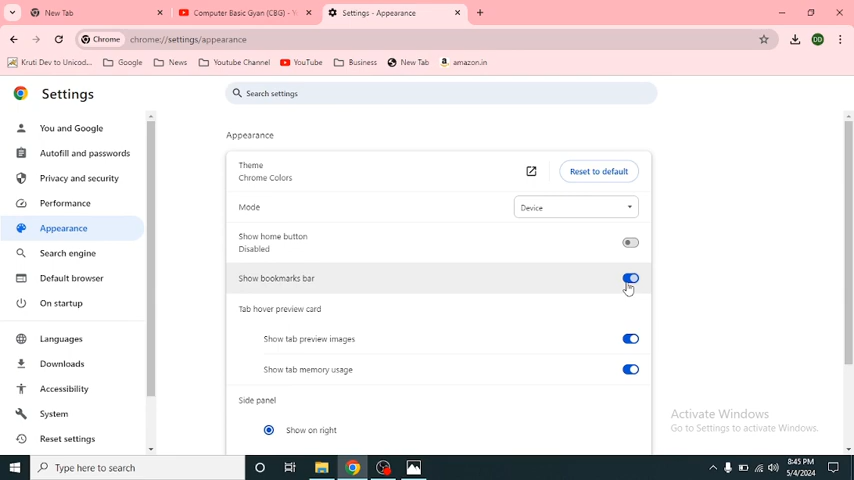 New Tab
Computer Basic Gyan (CBG) - Y
Settings - Appearance
Chrome
chrome://settings/appearance
DD
Kruti Dev to Unicod...
Google
News
Youtube Channel
YouTube
Business
New Tab
amazon.in
Settings
Search settings
You and Google
Autofill and passwords
Privacy and security
Performance
Appearance
Search engine
Default browser
On startup
Languages
Downloads
Accessibility
System
Reset settings
Appearance
Theme
Chrome Colors
Reset to default
Mode
Device
Show home button
Disabled
Show bookmarks bar
Tab hover preview card
Show tab preview images
Show tab memory usage
Side panel
Show on right
Activate Windows
Go to Settings to activate Windows.
Type here to search
8:45 PM
5/4/2024